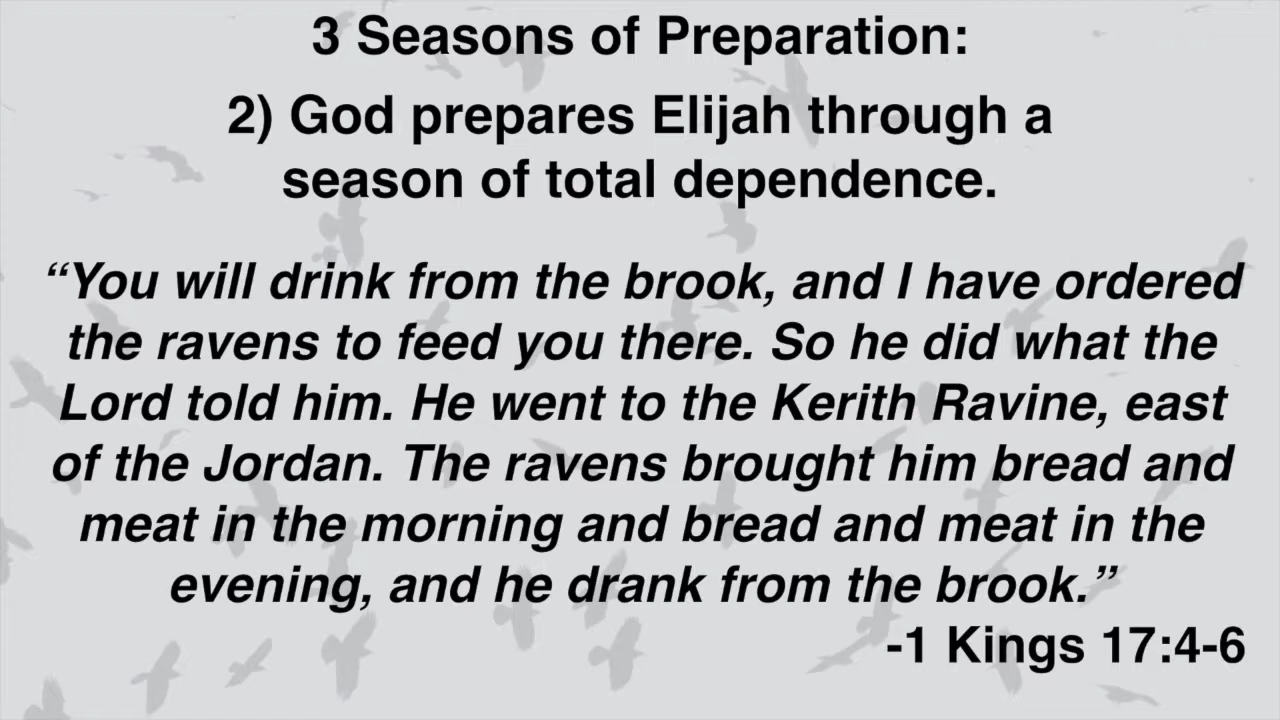 3 Seasons of Preparation:
2) God prepares Elijah through a
season of total dependence.
“You will drink from the brook, and I have ordered
the ravens to feed you there. So he did what the
Lord told him. He went to the Kerith Ravine, east
of the Jordan. The ravens brought him bread and
meat in the morning and bread and meat in the
evening, and he drank from the brook.”
-1 Kings 17:4-6